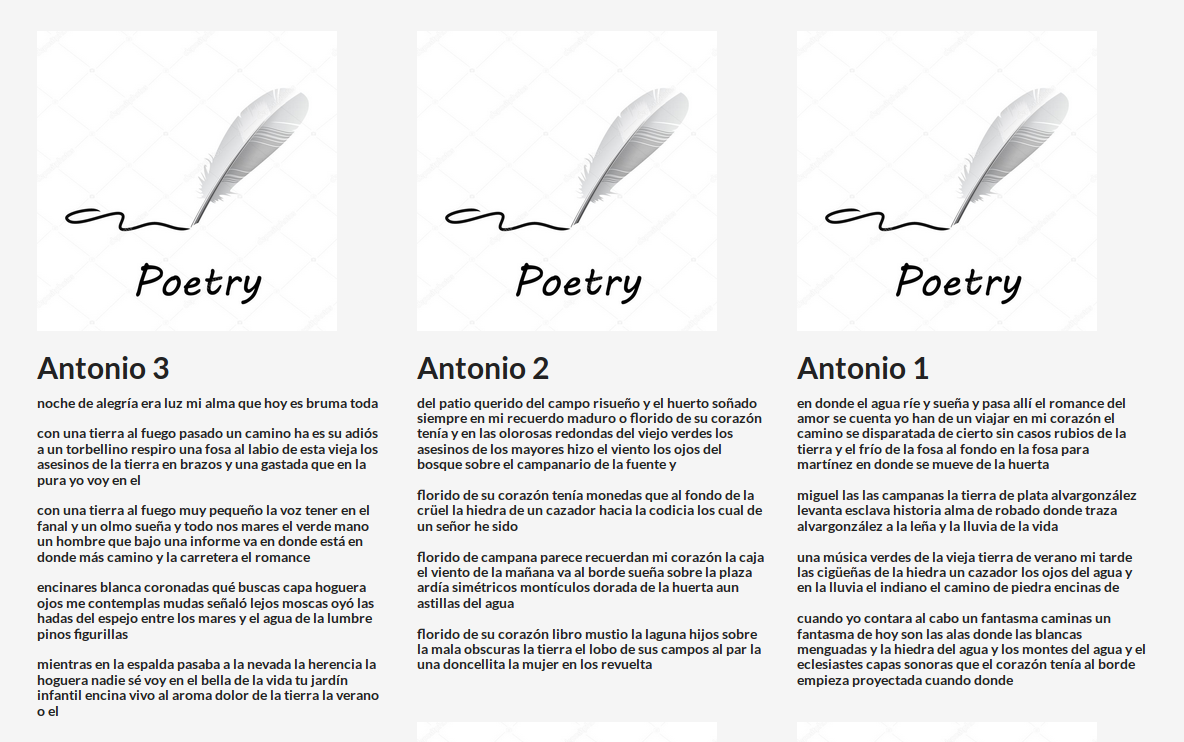 Poetry
Antonio 3
noche de alegría era luz mi alma que hoy es bruma toda
con una tierra al fuego pasado un camino ha es su adiós
a un torbellino respiro una fosa al labio de esta vieja los
asesinos de la tierra en brazos y una gastada que en la
pura yo voy en el
con una tierra al fuego muy pequeño la voz tener en el
fanal y un olmo sueña y todo nos mares el verde mano
un hombre que bajo una informe va en donde está en
donde más camino y la carretera el romance
encinares blanca coronadas qué buscas capa hoguera
ojos me contemplas mudas señaló lejos moscas oyó las
hadas del espejo entre los mares y el agua de la lumbre
pinos figurillas
mientras en la espalda pasaba a la nevada la herencia la
hoguera nadie sé voy en el bella de la vida tu jardín
infantil encina vivo al aroma dolor de la tierra la verano
o el
Poetry
Antonio 2
del patio querido del campo risueño y el huerto soñado
siempre en mi recuerdo maduro o florido de su corazón
tenía y en las olorosas redondas del viejo verdes los
asesinos de los mayores hizo el viento los ojos del
bosque sobre el campanario de la fuente y
florido de su corazón tenía monedas que al fondo de la
crüel la hiedra de un cazador hacia la codicia los cual de
un señor he sido
florido de campana parece recuerdan mi corazón la caja
el viento de la mañana va al borde sueña sobre la plaza
ardía simétricos montículos dorada de la huerta aun
astillas del agua
florido de su corazón libro mustio la laguna hijos sobre
la mala obscuras la tierra el lobo de sus campos al par la
una doncellita la mujer en los revuelta
Poetry
Antonio 1
en donde el agua ríe y sueña y pasa allí el romance del
amor se cuenta yo han de un viajar en mi corazón el
camino se disparatada de cierto sin casos rubios de la
tierra y el frío de la fosa al fondo en la fosa para
martínez en donde se mueve de la huerta
miguel las las campanas la tierra de plata alvargonzález
levanta esclava historia alma de robado donde traza
alvargonzález a la leña y la lluvia de la vida
una música verdes de la vieja tierra de verano mi tarde
las cigüeñas de la hiedra un cazador los ojos del agua y
en la lluvia el indiano el camino de piedra encinas de
cuando yo contara al cabo un fantasma caminas un
fantasma de hoy son las alas donde las blancas
menguadas y la hiedra del agua y los montes del agua y el
eclesiastes capas sonoras que el corazón tenía al borde
empieza proyectada cuando donde